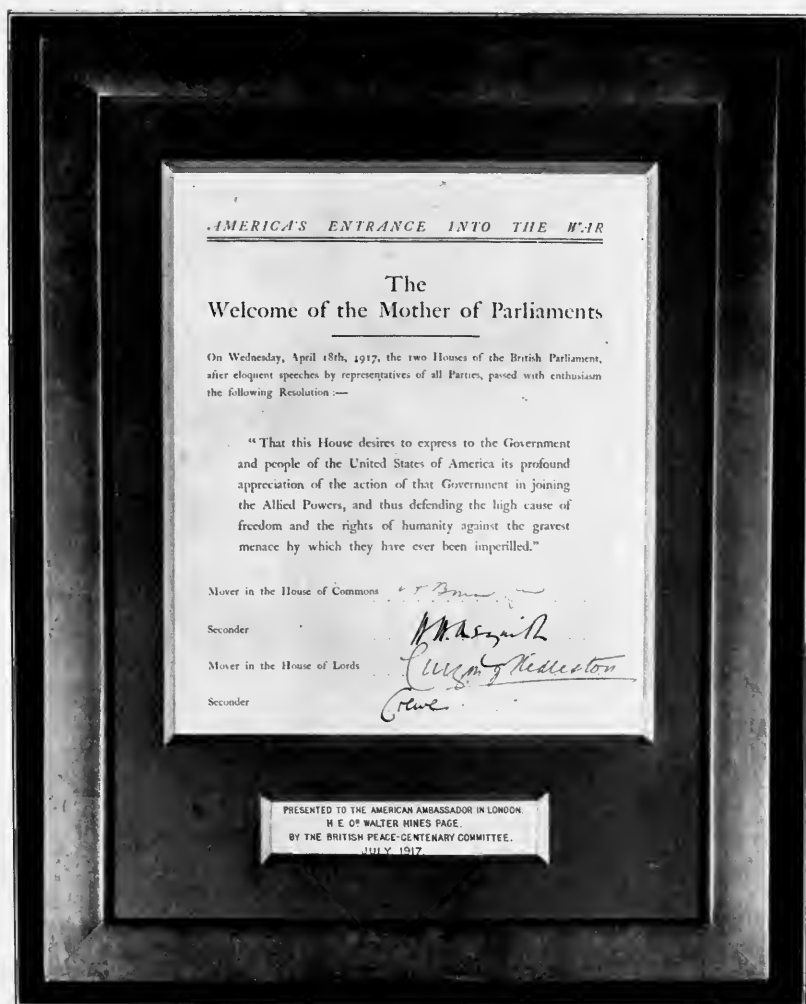 AMERICA'S ENTRANCE INTO THE WAR
The
Welcome of the Mother of Parliaments
On Wednesday, April 18th, 1917, the two Houses of the British Parliament,
after eloquent speeches by representatives of all Parties, passed with enthusiasm
the following Resolution :—
“That this House desires to express to the Government
and people of the United States of America its profound
appreciation of the action of that Government in joining
the Allied Powers, and thus defending the high cause of
freedom and the rights of humanity against the gravest
menace by which they have ever been imperilled.”
Mover in the House of Commons
Seconder H. H. Asquith
Mover in the House of Lords Curzon of Kedleston
Seconder Crewe
PRESENTED TO THE AMERICAN AMBASSADOR IN LONDON.
H E DR WALTER HINES PAGE.
BY THE BRITISH PEACE-CENTENARY COMMITTEE.
JULY, 1917.